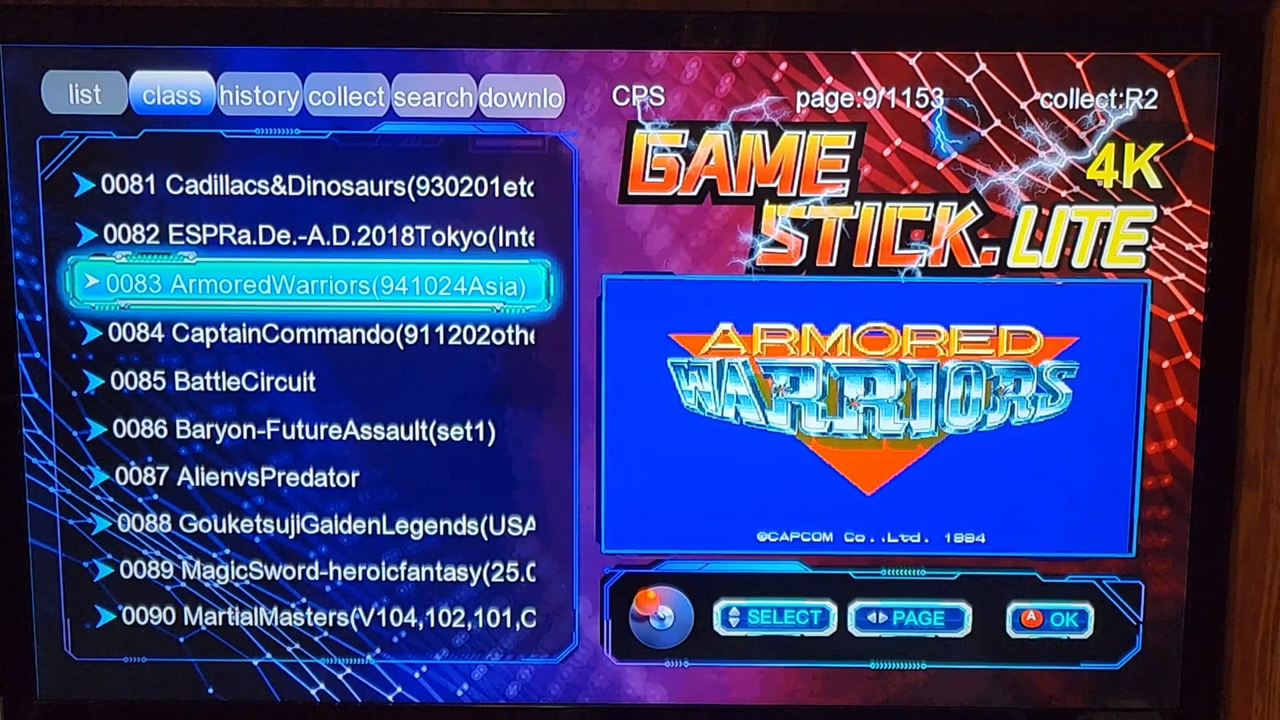 list class history collect search downlo
CPS page:9/1153 collect:R2
GAME
STICK.LITE
4K
0081 Cadillacs&Dinosaurs(930201etc
0082 ESPRa.De.-A.D.2018Tokyo(Inte
0083 ArmoredWarriors(941024Asia)
0084 CaptainCommando(911202othe
0085 BattleCircuit
0086 Baryon-FutureAssault(set1)
0087 AlienvsPredator
0088 GouketsujiGaidenLegends(USA
0089 MagicSword-heroicfantasy(25.0
0090 MartialMasters(V104,102,101,C
ARMORED
WARRIORS
©CAPCOM Co.,Ltd. 1994
SELECT PAGE A OK